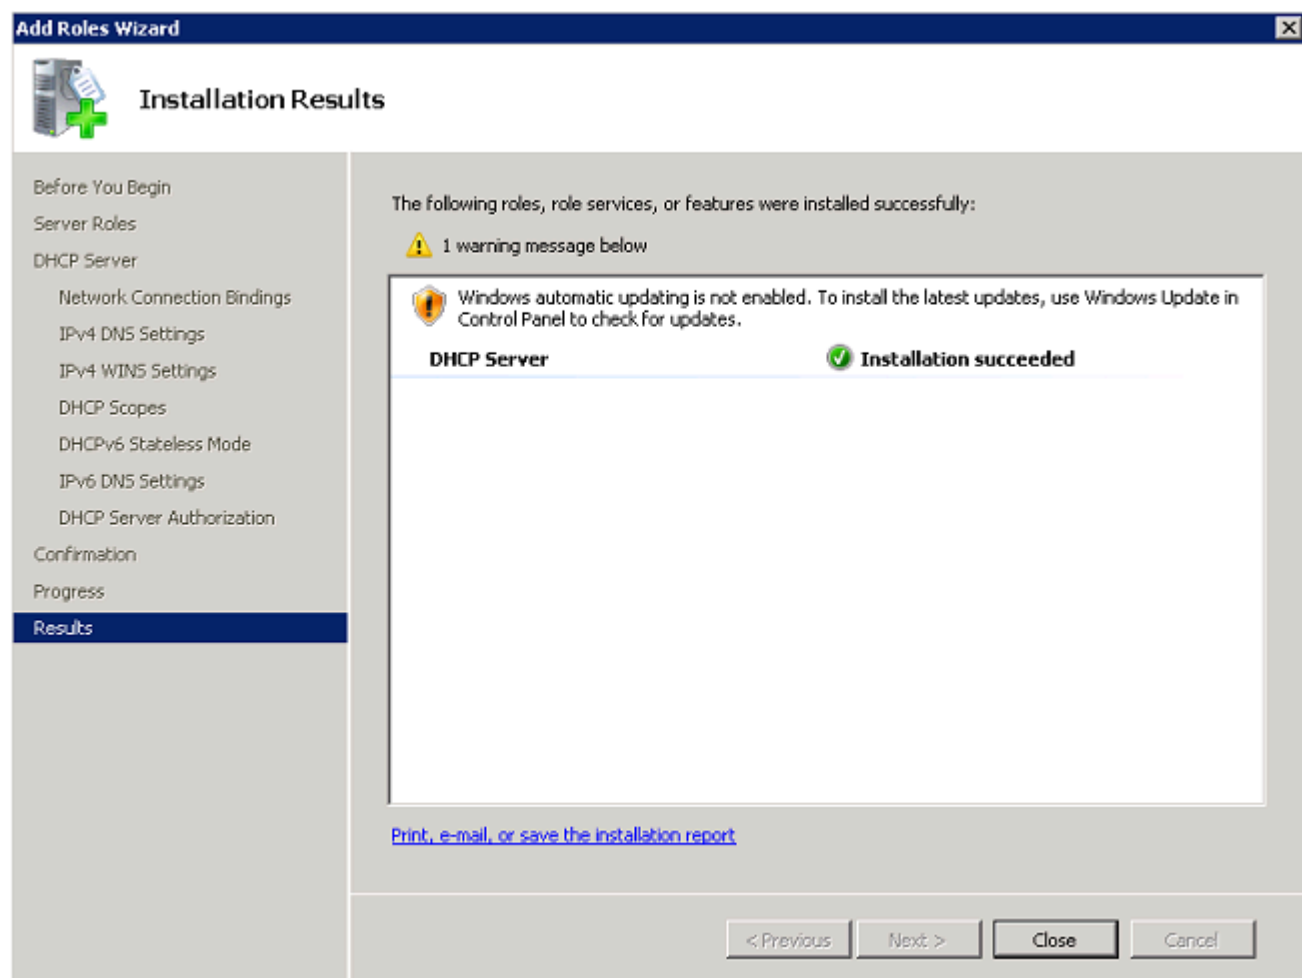 Add Roles Wizard
Installation Results
Before You Begin
Server Roles
DHCP Server
Network Connection Bindings
IPv4 DNS Settings
IPv4 WINS Settings
DHCP Scopes
DHCPv6 Stateless Mode
IPv6 DNS Settings
DHCP Server Authorization
Confirmation
Progress
Results
The following roles, role services, or features were installed successfully:
1 warning message below
Windows automatic updating is not enabled. To install the latest updates, use Windows Update in
Control Panel to check for updates.
DHCP Server Installation succeeded
Print, e-mail, or save the installation report
< Previous Next > Close Cancel